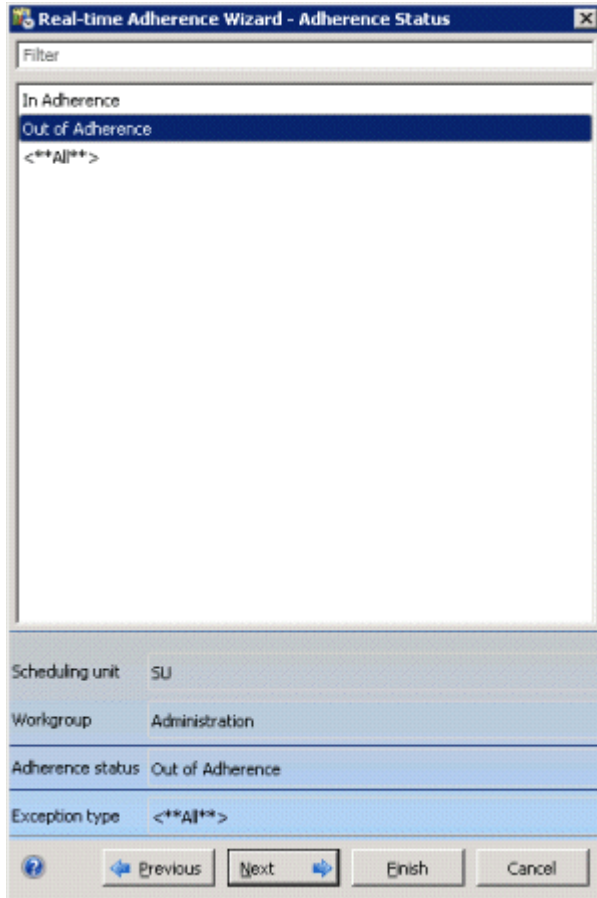 Real-time Adherence Wizard - Adherence Status
Filter
In Adherence
Out of Adherence
<**All**>
Scheduling unit SU
Workgroup Administration
Adherence status Out of Adherence
Exception type <**All**>
Previous Next Finish Cancel